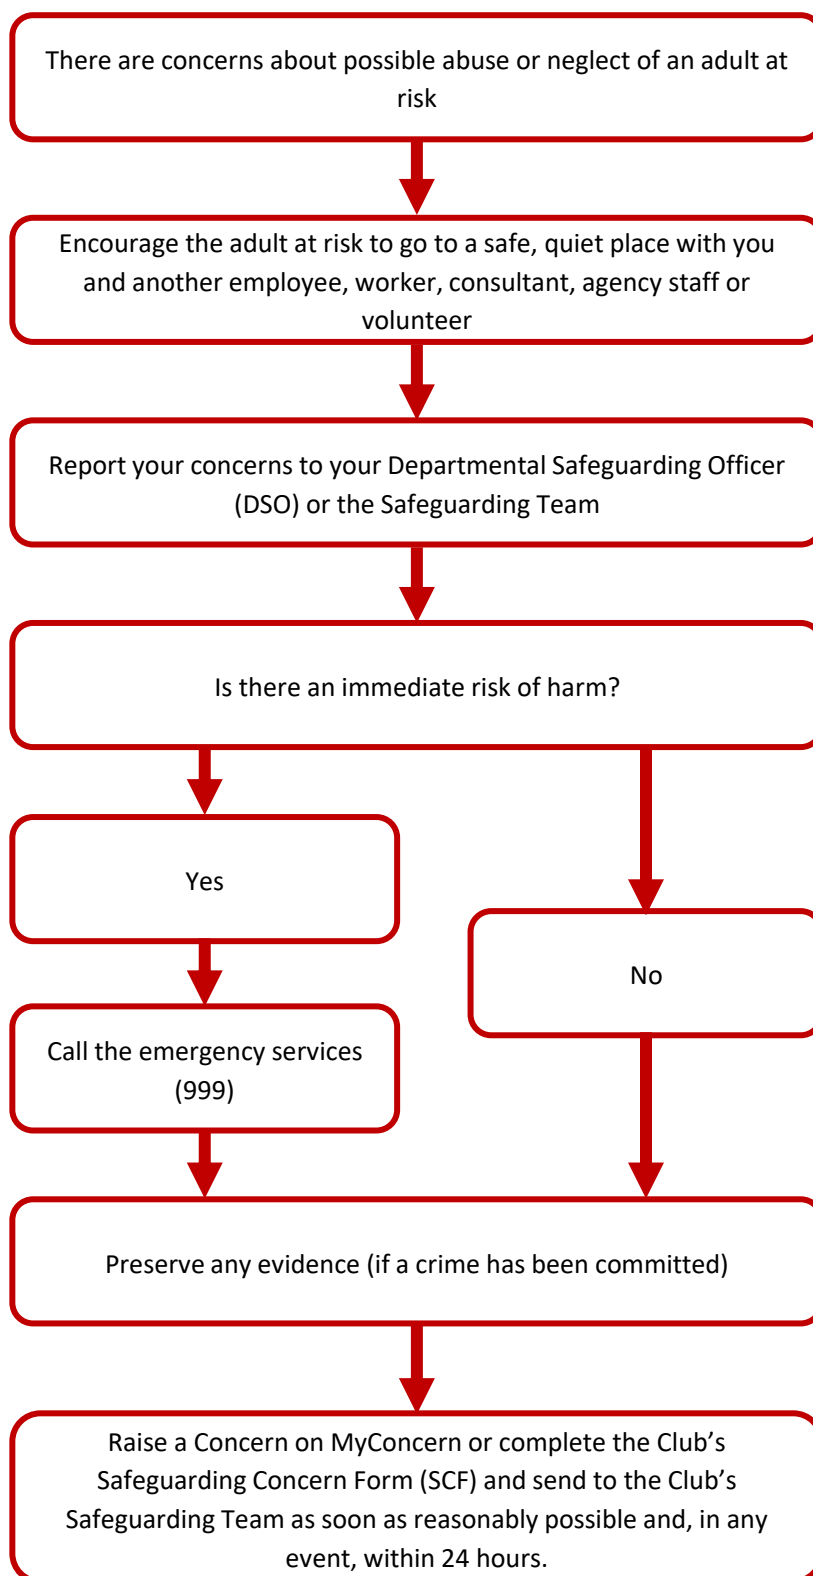 There are concerns about possible abuse or neglect of an adult at
risk
Encourage the adult at risk to go to a safe, quiet place with you
and another employee, worker, consultant, agency staff or
volunteer
Report your concerns to your Departmental Safeguarding Officer
(DSO) or the Safeguarding Team
Is there an immediate risk of harm?
Yes
No
Call the emergency services
(999)
Preserve any evidence (if a crime has been committed)
Raise a Concern on MyConcern or complete the Club’s
Safeguarding Concern Form (SCF) and send to the Club’s
Safeguarding Team as soon as reasonably possible and, in any
event, within 24 hours.